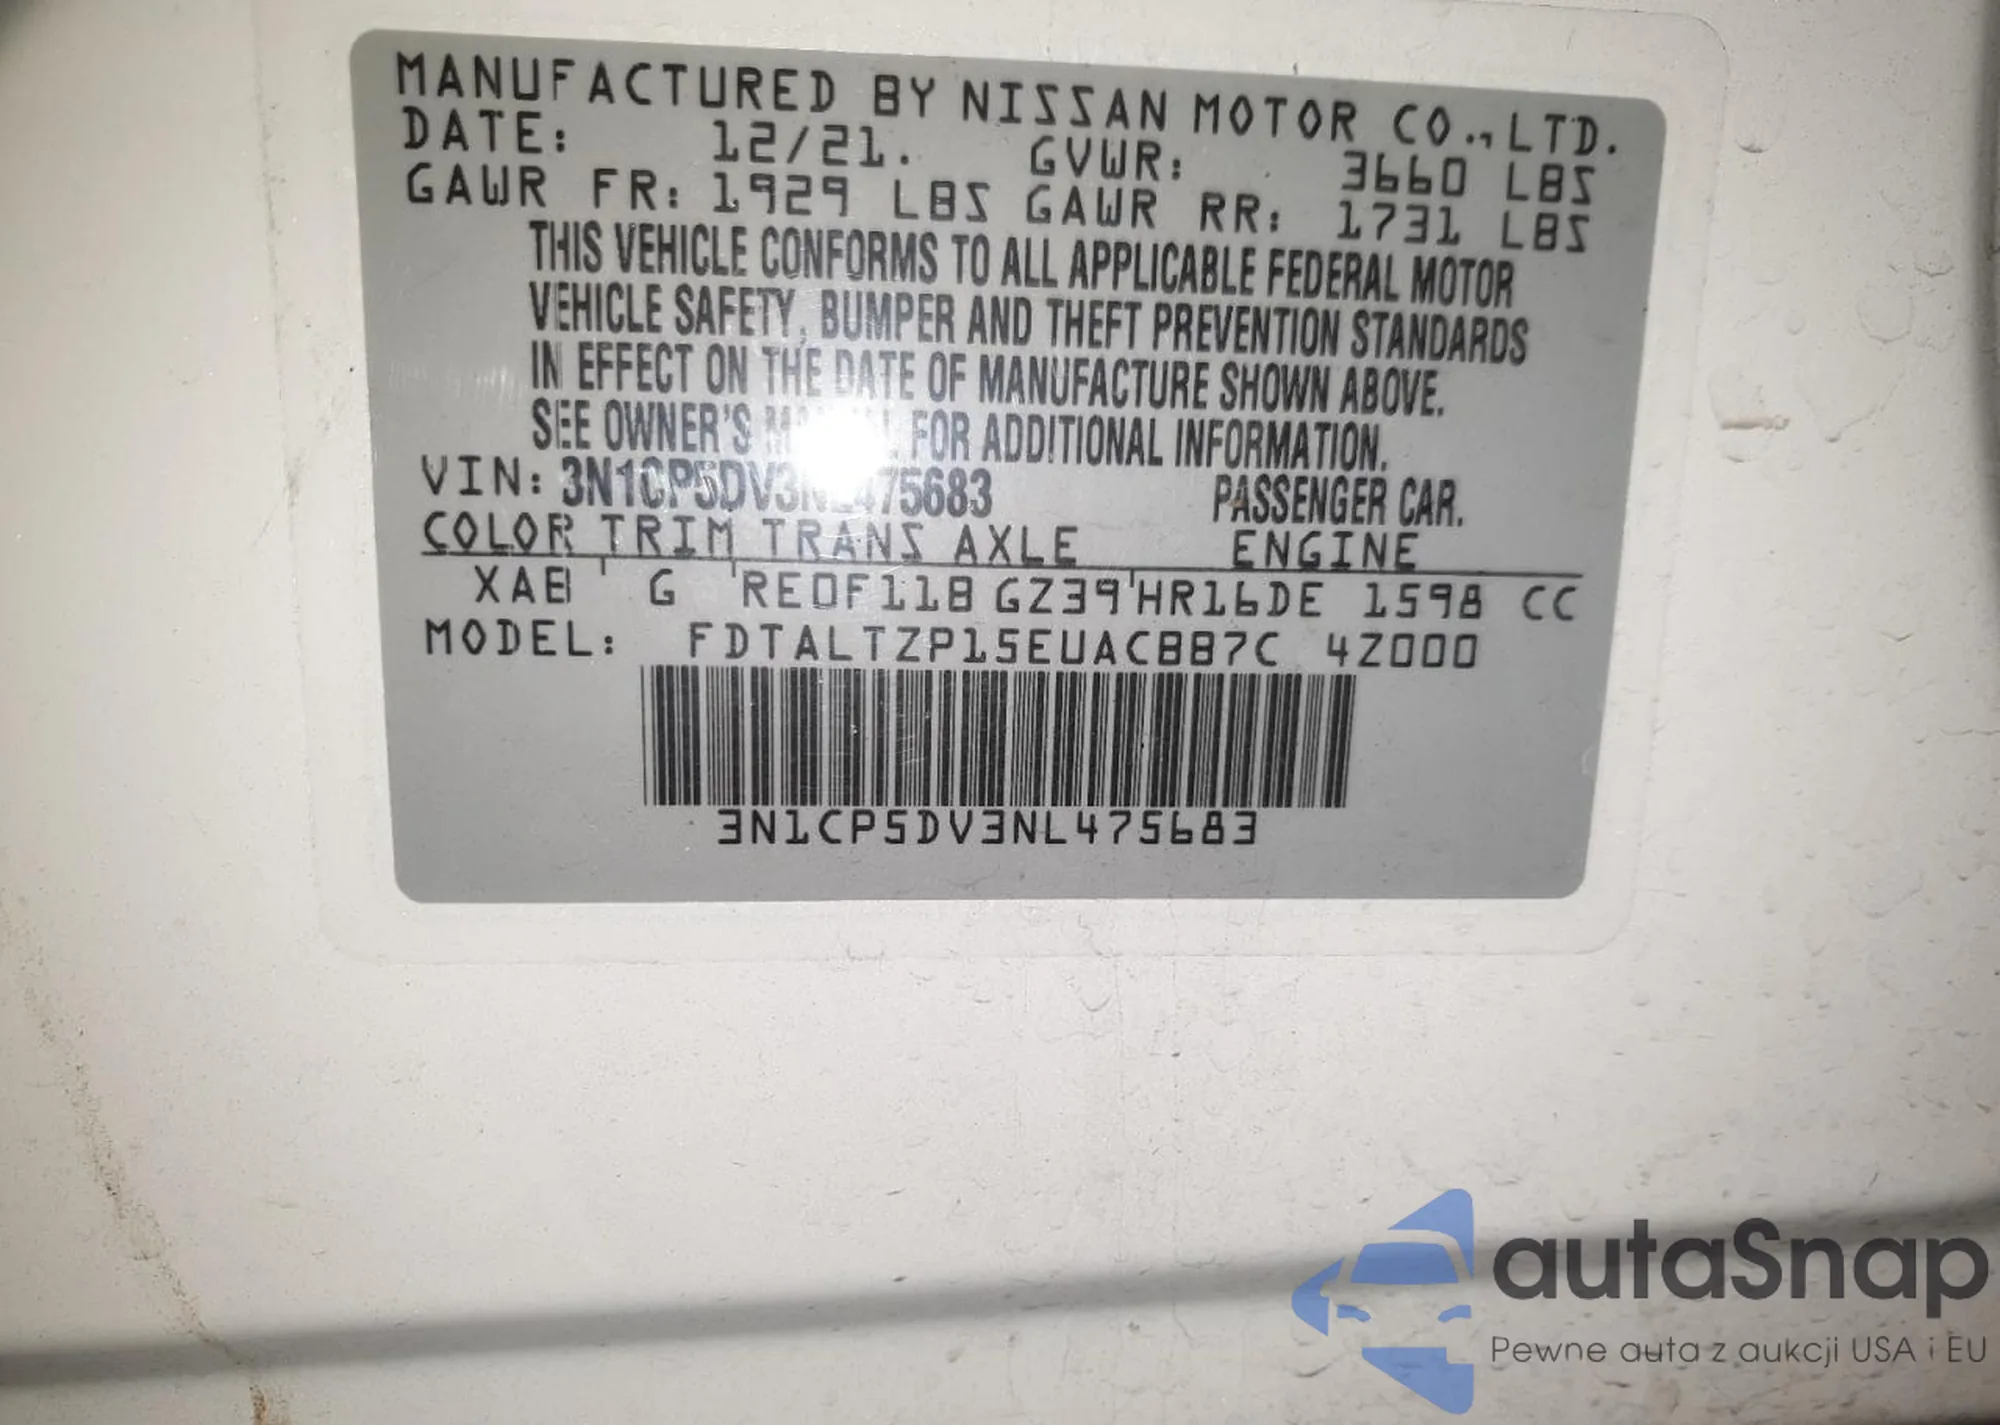 MANUFACTURED BY NISSAN MOTOR CO., LTD.
DATE: 12/21. GVWR: 3660 LBS
GAWR FR: 1929 LBS GAWR RR: 1731 LBS
THIS VEHICLE CONFORMS TO ALL APPLICABLE FEDERAL MOTOR
VEHICLE SAFETY, BUMPER AND THEFT PREVENTION STANDARDS
IN EFFECT ON THE DATE OF MANUFACTURE SHOWN ABOVE.
SEE OWNER'S FOR ADDITIONAL INFORMATION.
VIN: 3N1CP5DV3NL475683 PASSENGER CAR.
COLOR TRIM TRANS AXLE ENGINE
G RE0F11B GZ39 HR16DE 1598 CC
MODEL: FDTALTZP15EUACBB7C 4Z000
3N1CP5DV3NL475683
autaSnap
Pewne auta z aukcji USA i EU